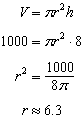 V = πr²h
1000 = πr² · 8
r² = 1000/8π
r ≈ 6.3